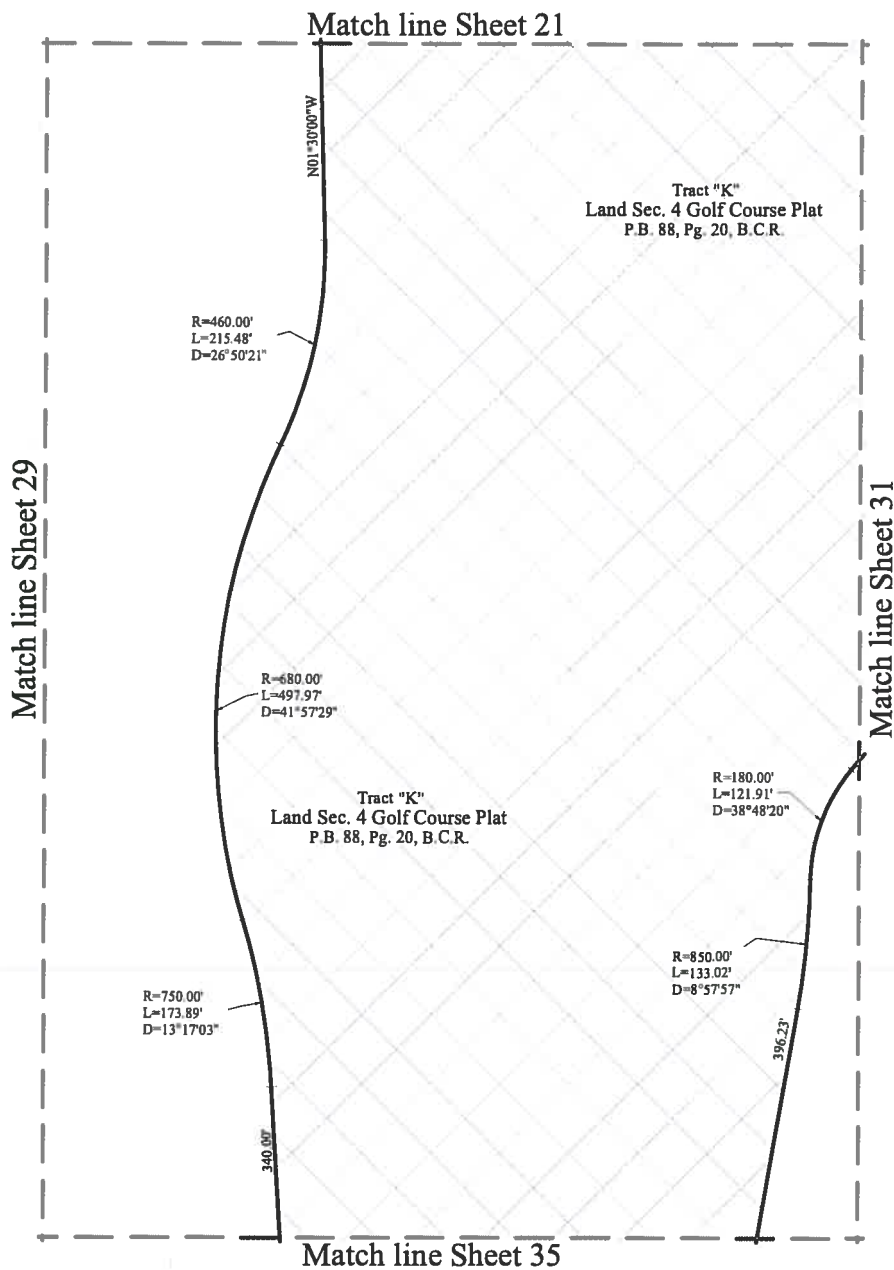 Match line Sheet 21
N01°30'00"W
Tract "K"
Land Sec. 4 Golf Course Plat
P.B. 88, Pg. 20, B.C.R.
R=460.00'
L=215.48'
D=26°50'21"
Match line Sheet 29
Match line Sheet 31
R=680.00'
L=497.97'
D=41°57'29"
R=180.00'
L=121.91'
D=38°48'20"
Tract "K"
Land Sec. 4 Golf Course Plat
P.B. 88, Pg. 20, B.C.R.
R=850.00'
L=133.02'
D=8°57'57"
R=750.00'
L=173.89'
D=13°17'03"
396.23'
340.00'
Match line Sheet 35